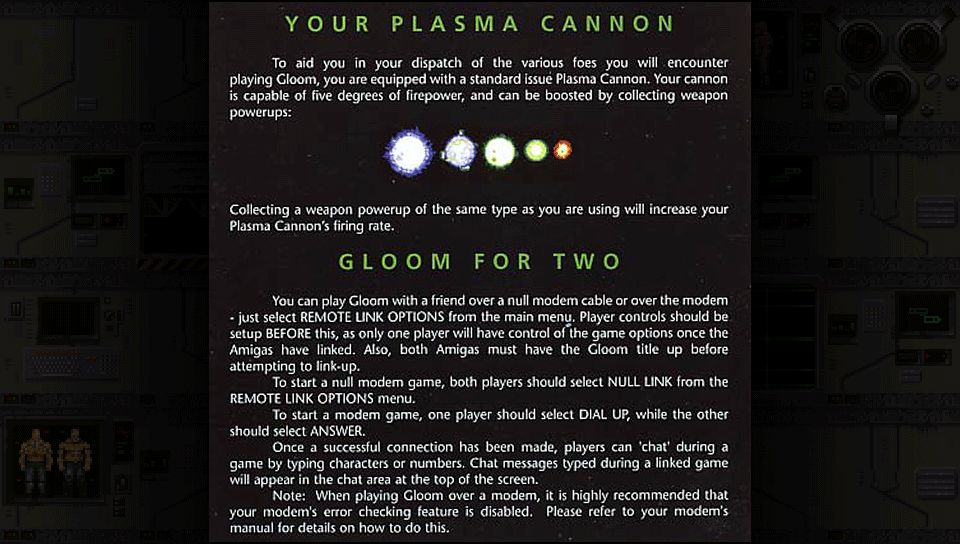 YOUR PLASMA CANNON
To aid you in your dispatch of the various foes you will encounter
playing Gloom, you are equipped with a standard issue Plasma Cannon. Your cannon
is capable of five degrees of firepower, and can be boosted by collecting weapon
powerups:
Collecting a weapon powerup of the same type as you are using will increase your
Plasma Cannon's firing rate.
GLOOM FOR TWO
You can play Gloom with a friend over a null modem cable or over the modem
- just select REMOTE LINK OPTIONS from the main menu. Player controls should be
setup BEFORE this, as only one player will have control of the game options once the
Amigas have linked. Also, both Amigas must have the Gloom title up before
attempting to link-up.
To start a null modem game, both players should select NULL LINK from the
REMOTE LINK OPTIONS menu.
To start a modem game, one player should select DIAL UP, while the other
should select ANSWER.
Once a successful connection has been made, players can 'chat' during a
game by typing characters or numbers. Chat messages typed during a linked game
will appear in the chat area at the top of the screen.
Note: When playing Gloom over a modem, it is highly recommended that
your modem's error checking feature is disabled. Please refer to your modem's
manual for details on how to do this.